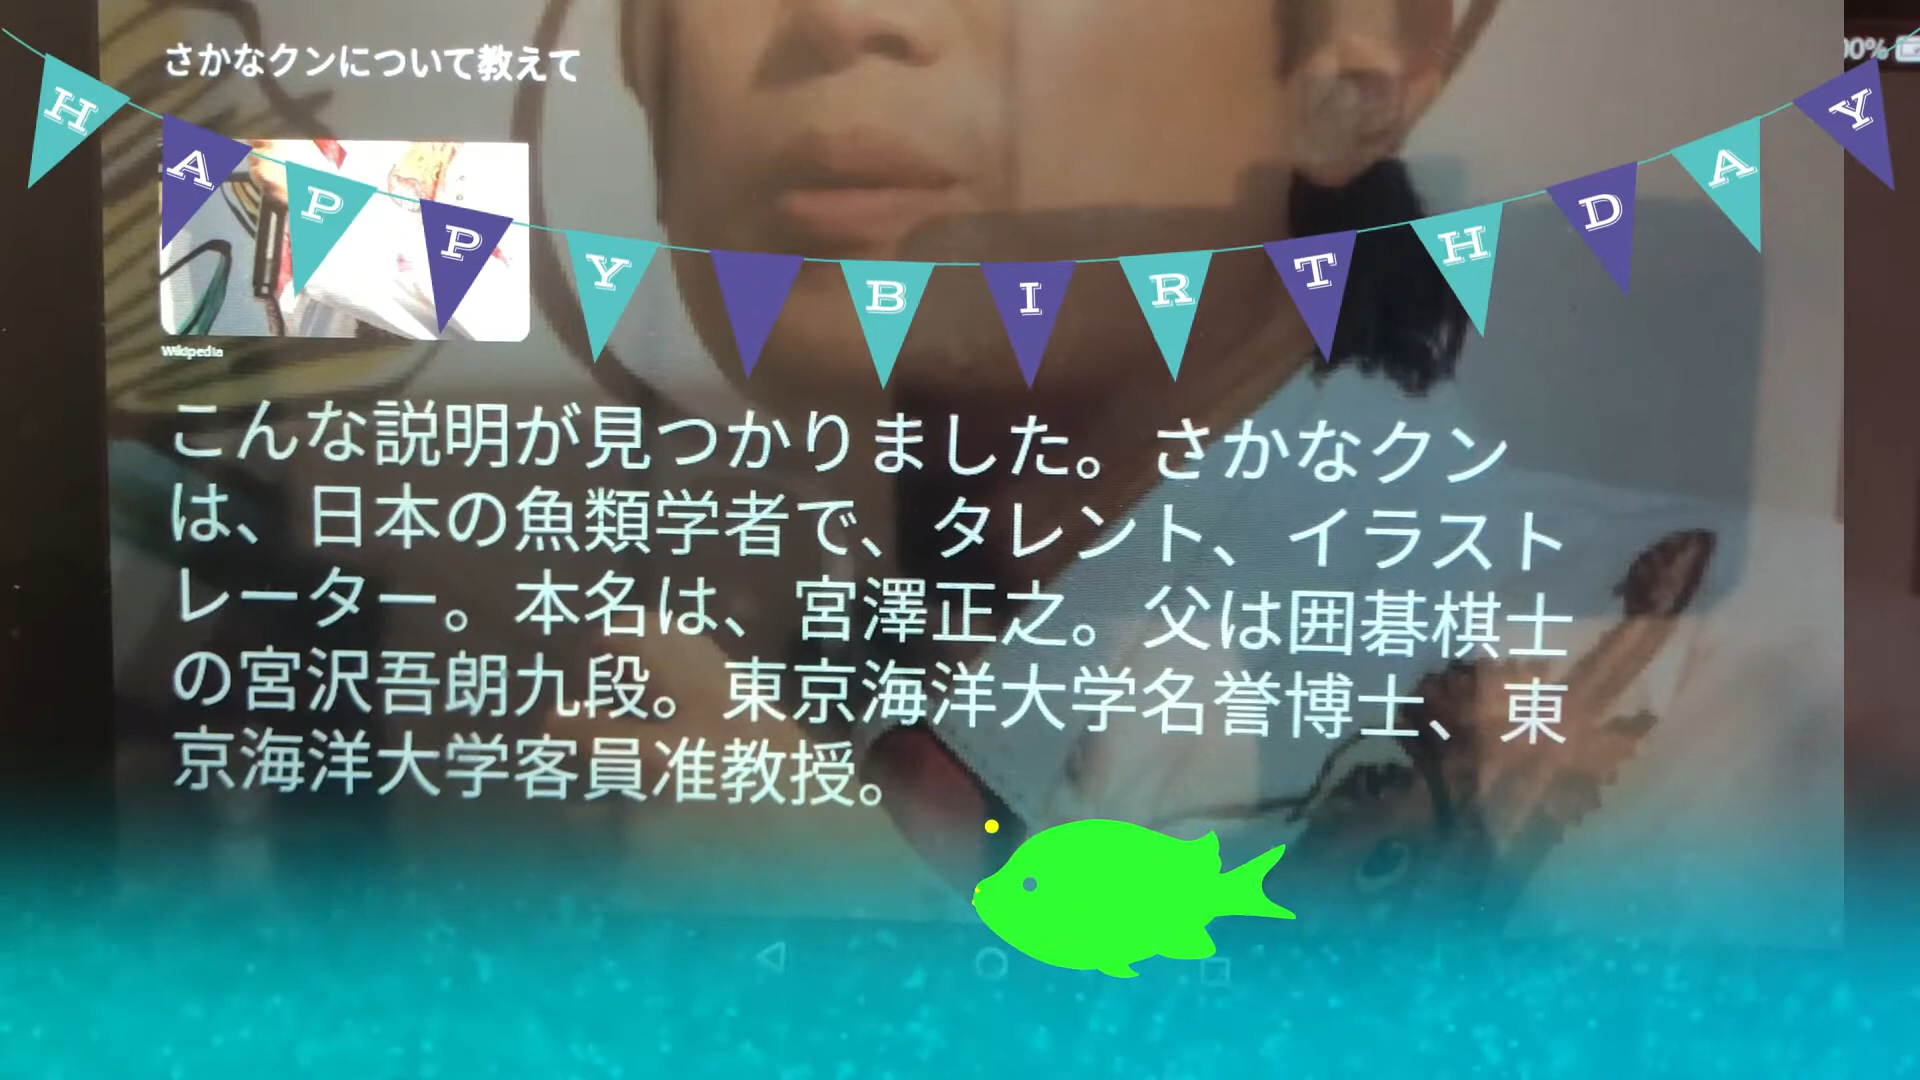 さかなクンについて教えて
00%
HAPPY BIRTHDAY
Wikipedia
こんな説明が見つかりました。さかなクン
は、日本の魚類学者で、タレント、イラスト
レーター。本名は、宮澤正之。父は囲碁棋士
の宮沢吾朗九段。東京海洋大学名誉博士、東
京海洋大学客員准教授。